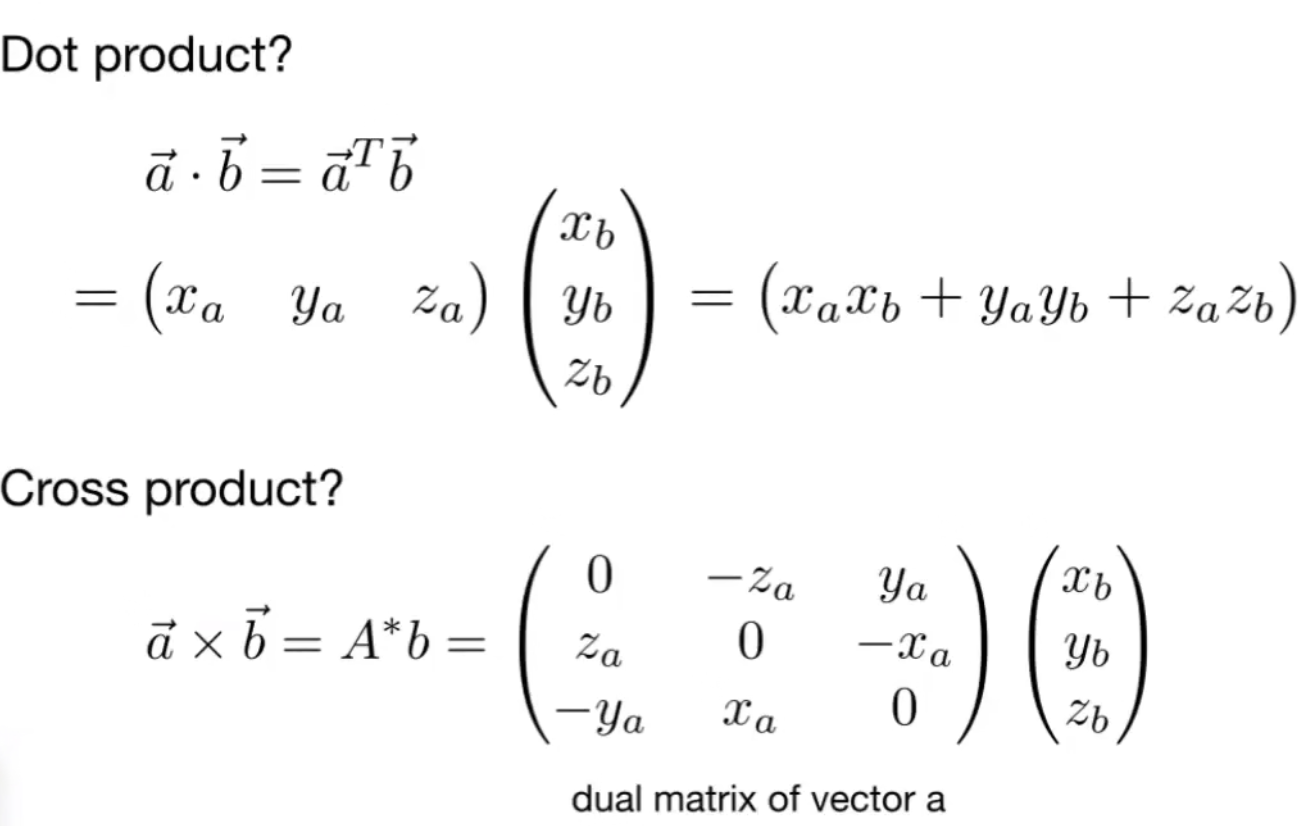 Dot product?
$\vec{a} \cdot \vec{b} = \vec{a}^T \vec{b}$
$= \begin{pmatrix} x_a & y_a & z_a \end{pmatrix} \begin{pmatrix} x_b \\ y_b \\ z_b \end{pmatrix} = \begin{pmatrix} x_a x_b + y_a y_b + z_a z_b \end{pmatrix}$
Cross product?
$\vec{a} \times \vec{b} = A^* b = \begin{pmatrix} 0 & -z_a & y_a \\ z_a & 0 & -x_a \\ -y_a & x_a & 0 \end{pmatrix} \begin{pmatrix} x_b \\ y_b \\ z_b \end{pmatrix}$
dual matrix of vector a